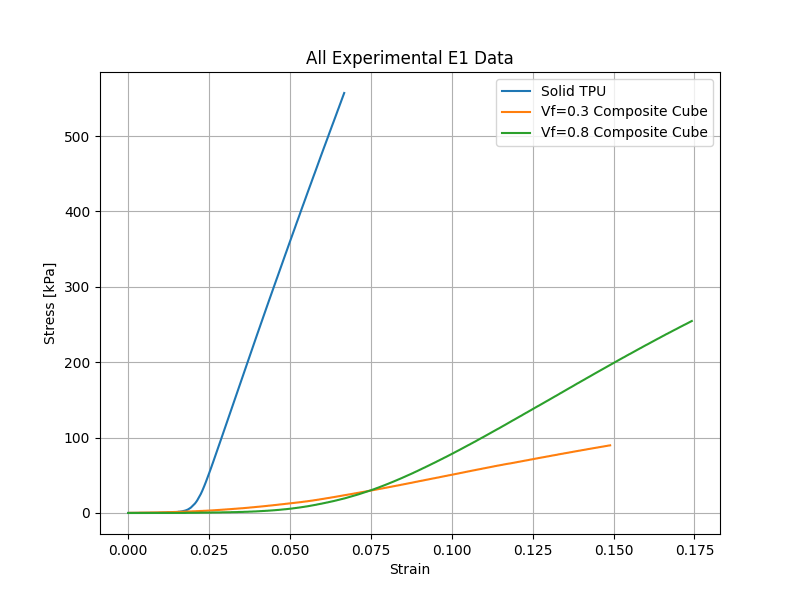 All Experimental E1 Data
Solid TPU
Vf=0.3 Composite Cube
Vf=0.8 Composite Cube
Stress [kPa]
500
400
300
200
100
0
0.000 0.025 0.050 0.075 0.100 0.125 0.150 0.175
Strain